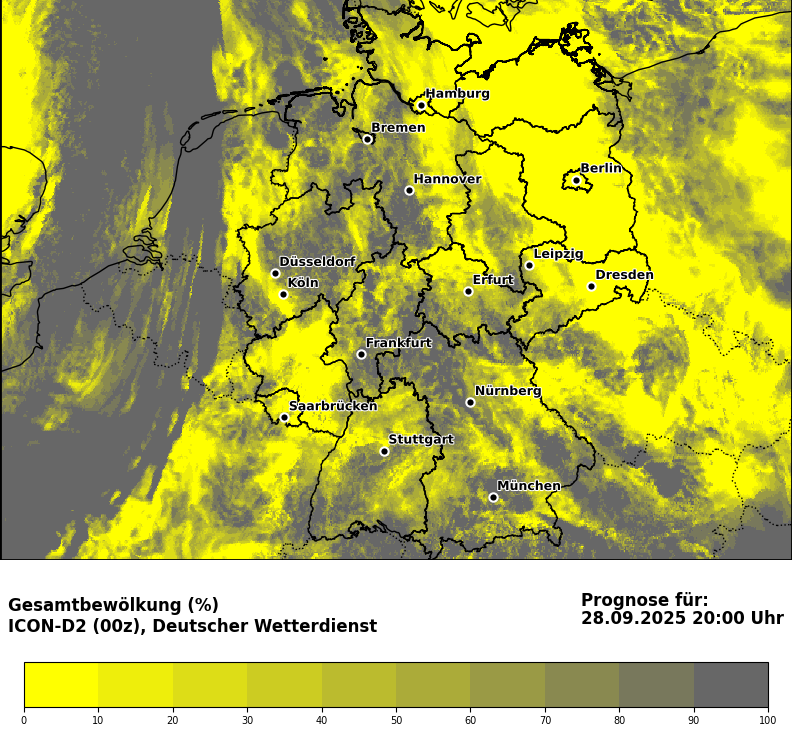 Hamburg
Bremen
Berlin
Hannover
Leipzig
Düsseldorf
Dresden
Köln
Erfurt
Frankfurt
Nürnberg
Saarbrücken
Stuttgart
München
Gesamtbewölkung (%)
ICON-D2 (00z), Deutscher Wetterdienst
Prognose für:
28.09.2025 20:00 Uhr
0 10 20 30 40 50 60 70 80 90 100